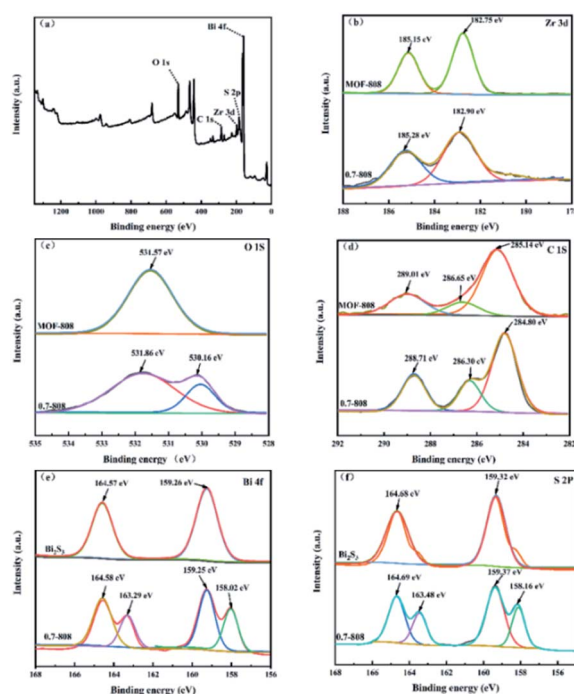 (a)
Bi 4f
O 1s
S 2p
Zr 3d
C 1s
Intensity (a.u.)
1200 1000 800 600 400 200 0
Binding energy (eV)
(b)
Zr 3d
182.75 eV
185.15 eV
MOF-808
182.90 eV
185.28 eV
0.7-808
Intensity (a.u.)
188 185 182 179 17
Binding energy (eV)
(c)
O 1S
531.57 eV
MOF-808
531.86 eV
530.16 eV
0.7-808
Intensity (a.u.)
535 534 533 532 531 530 529 528
Binding energy (eV)
(d)
C 1S
285.14 eV
286.65 eV
289.01 eV
MOF-808
284.80 eV
286.30 eV
288.71 eV
0.7-808
Intensity (a.u.)
292 290 288 286 284 282
Binding energy (eV)
(e)
Bi 4f
159.26 eV
164.57 eV
Bi₂S₃
159.25 eV
164.58 eV
158.02 eV
163.29 eV
0.7-808
Intensity (a.u.)
168 166 164 162 160 158 156
Binding energy (eV)
(f)
S 2P
159.32 eV
164.68 eV
Bi₂S₃
159.37 eV
164.69 eV
158.16 eV
163.48 eV
0.7-808
Intensity (a.u.)
168 165 162 159 156
Binding energy (eV)